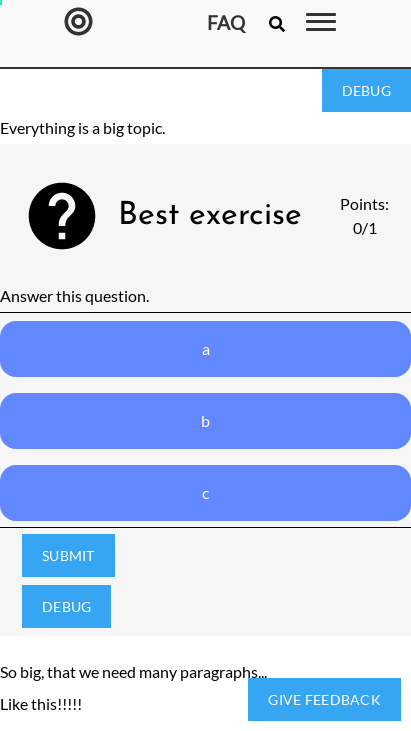 FAQ
DEBUG
Everything is a big topic.
Best exercise
Points:
0/1
Answer this question.
a
b
c
SUBMIT
DEBUG
So big, that we need many paragraphs...
Like this!!!!!
GIVE FEEDBACK